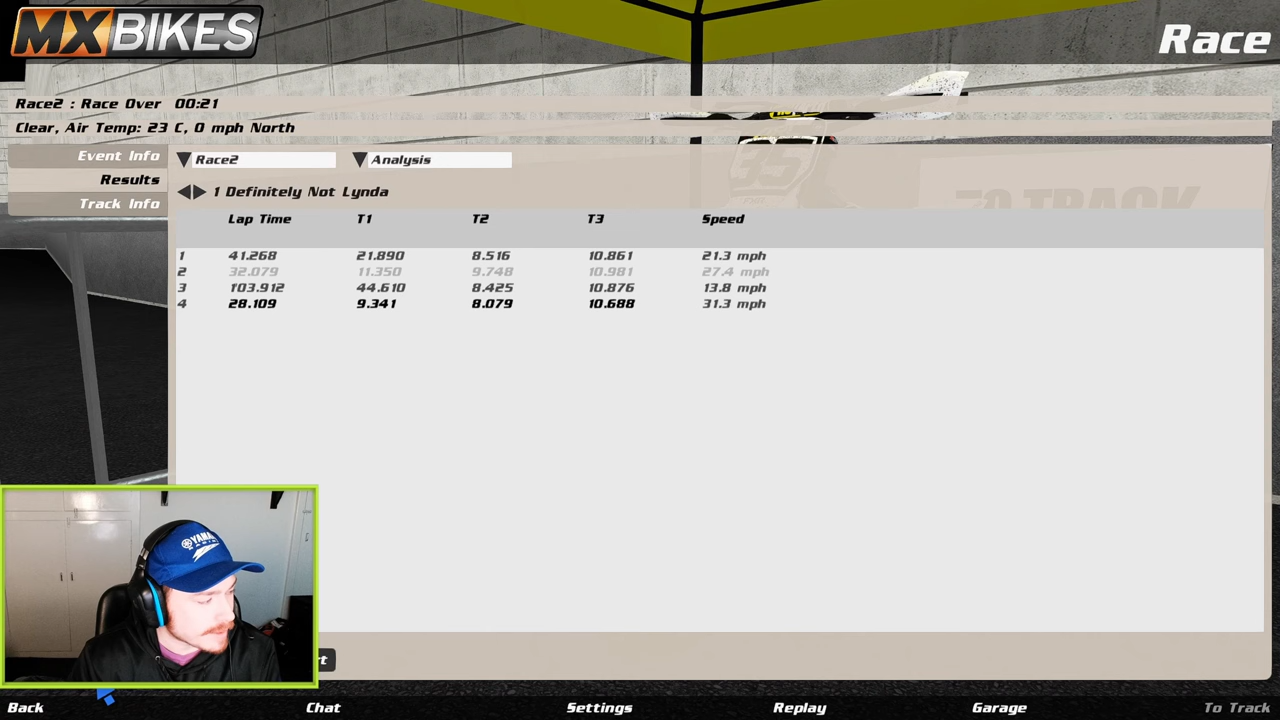 MXBIKES
Race
Race2 : Race Over 00:21
Clear, Air Temp: 23 C, 0 mph North
Event Info
Results
Track Info
Race2
Analysis
1 Definitely Not Lynda
Lap Time T1 T2 T3 Speed
1 41.268 21.890 8.516 10.861 21.3 mph
2 32.079 11.350 9.748 10.981 27.4 mph
3 1'03.912 44.610 8.425 10.876 13.8 mph
4 28.109 9.341 8.079 10.688 31.3 mph
35
TRACK
YAMAHA
Back
Chat
Settings
Replay
Garage
To Track